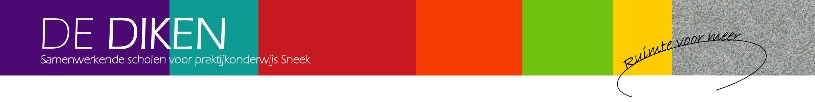 DE DIKEN
Samenwerkende scholen voor praktijkonderwijs Sneek
Ruimte voor meer